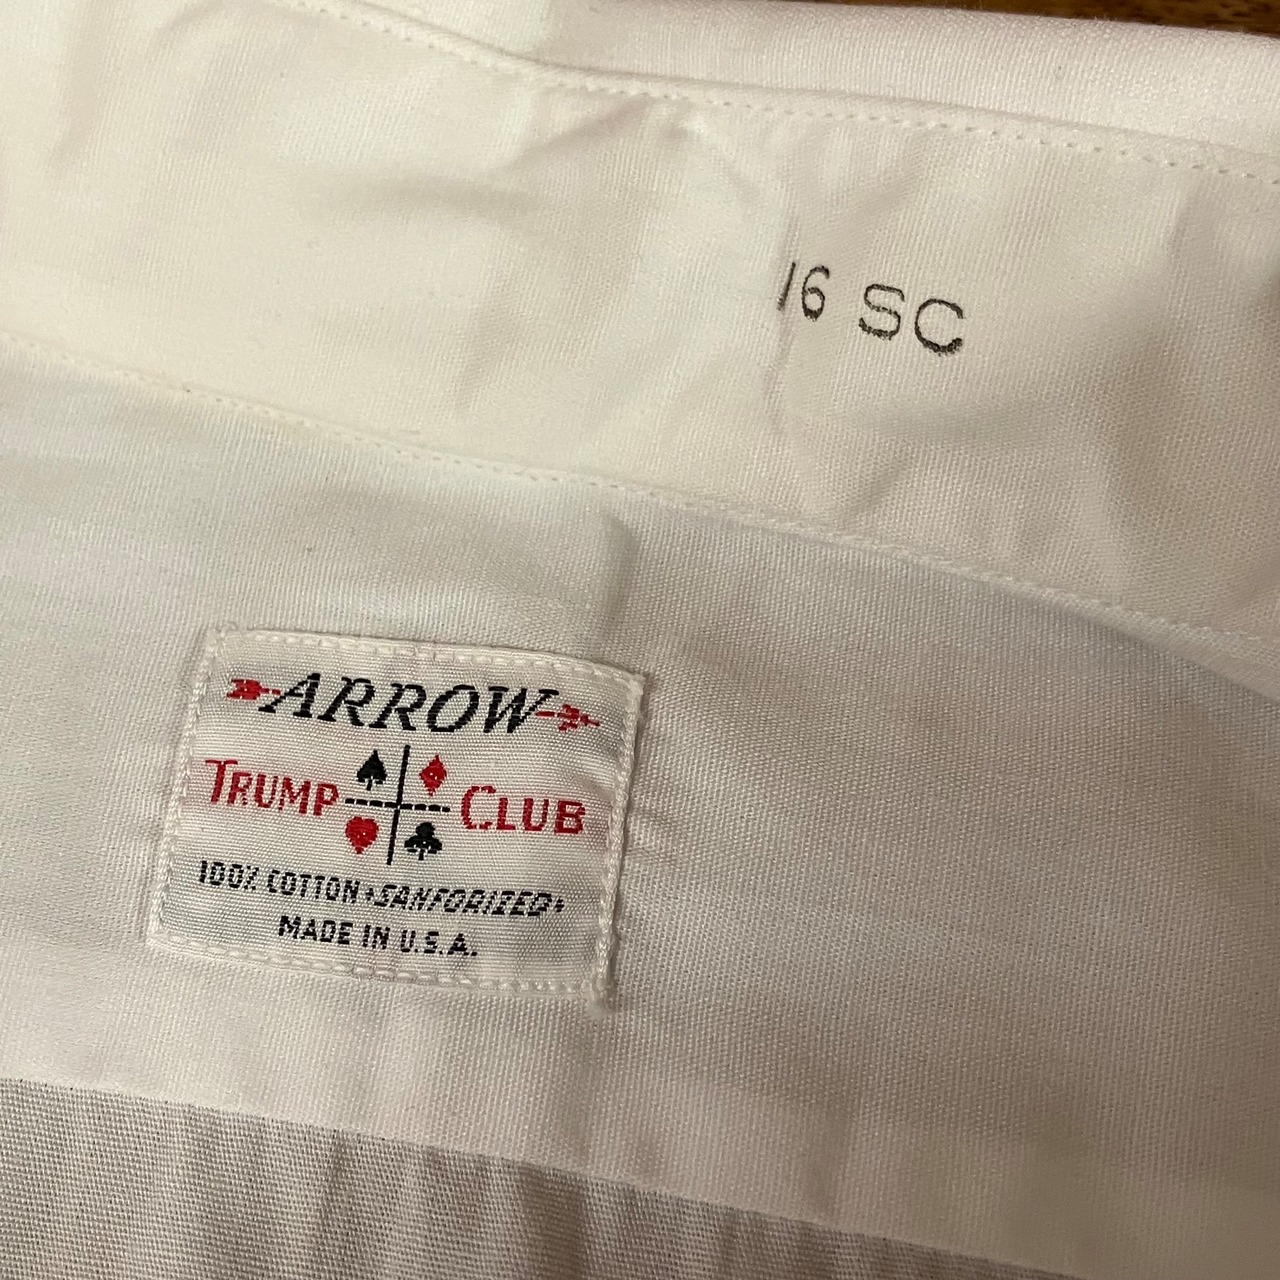 16 SC
ARROW
TRUMP CLUB
100% COTTON • SANFORIZED •
MADE IN U.S.A.